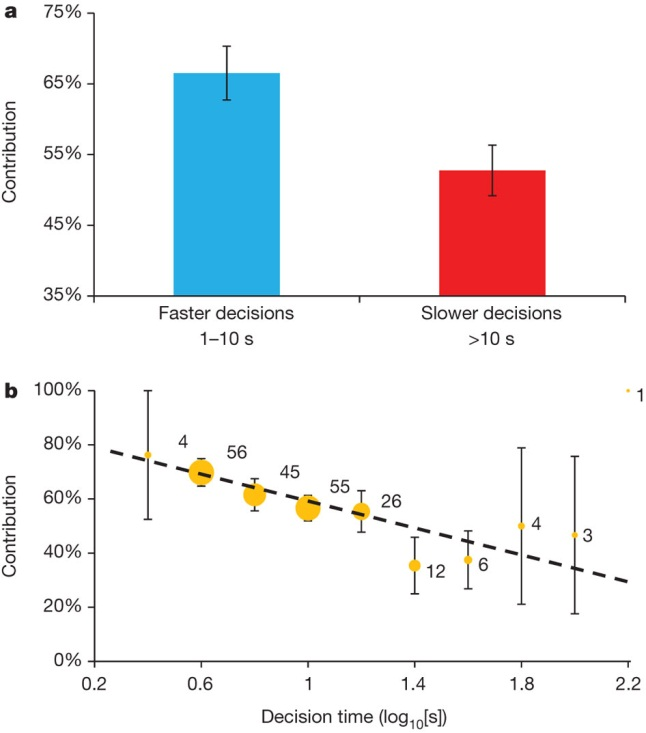 a
75%
65%
55%
45%
35%
Contribution
Faster decisions
1–10 s
Slower decisions
>10 s
b
100%
80%
60%
40%
20%
0%
Contribution
4
56
45
55
26
12
6
4
3
1
0.2 0.6 1 1.4 1.8 2.2
Decision time (log10[s])